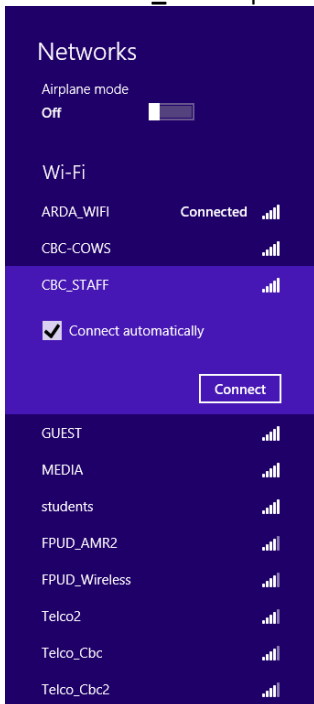 Networks
Airplane mode
Off
Wi-Fi
ARDA_WIFI Connected
CBC-COWS
CBC_STAFF
Connect automatically
Connect
GUEST
MEDIA
students
FPUD_AMR2
FPUD_Wireless
Telco2
Telco_Cbc
Telco_Cbc2